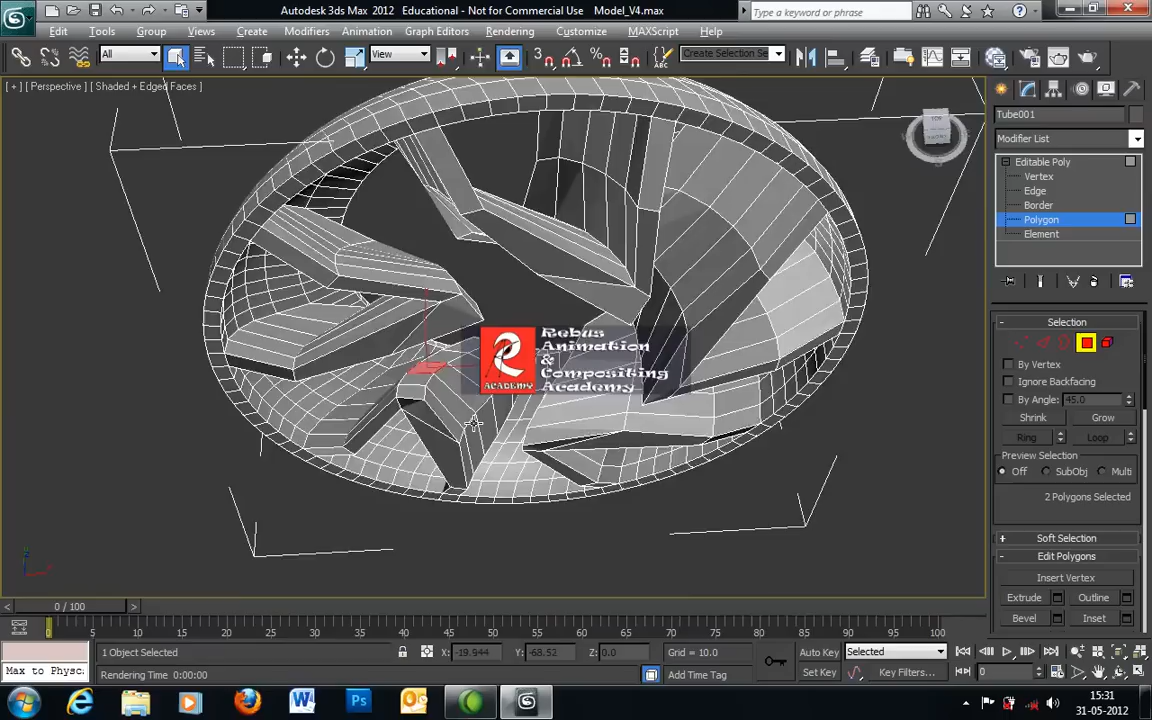 Autodesk 3ds Max 2012 Educational - Not for Commercial Use Model_V4.max
Type a keyword or phrase
Edit Tools Group Views Create Modifiers Animation Graph Editors Rendering Customize MAXScript Help
All View Create Selection Se
[ + ] [ Perspective ] [ Shaded + Edged Faces ]
Tube001
Modifier List
Editable Poly
Vertex
Edge
Border
Polygon
Element
Selection
By Vertex
Ignore Backfacing
By Angle: 45.0
Shrink Grow
Ring Loop
Preview Selection
Off SubObj Multi
2 Polygons Selected
Soft Selection
Edit Polygons
Insert Vertex
Extrude Outline
Bevel Inset
Rebus
Animation
&
Compositing
Academy
R
ACADEMY
0 / 100
0 5 10 15 20 25 30 35 40 45 50 55 60 65 70 75 80 85 90 95 100
1 Object Selected X: -19.944 Y: -68.52 Z: 0.0 Grid = 10.0 Auto Key Selected
Max to Physc: Rendering Time 0:00:00 Add Time Tag Set Key Key Filters... 0
15:31
31-05-2012